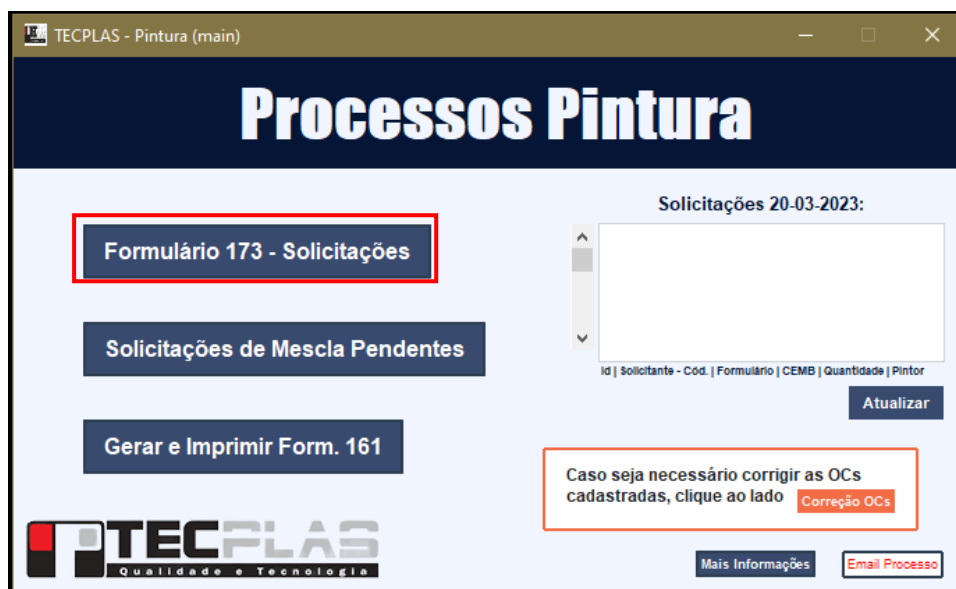 TECPLAS - Pintura (main)
Processos Pintura
Formulário 173 - Solicitações
Solicitações de Mescla Pendentes
Gerar e Imprimir Form. 161
Solicitações 20-03-2023:
Id | Solicitante - Cód. | Formulário | CEMB | Quantidade | Pintor
Atualizar
Caso seja necessário corrigir as OCs
cadastradas, clique ao lado
Correção OCs
TECPLAS
Qualidade e Tecnologia
Mais Informações
Email Processo